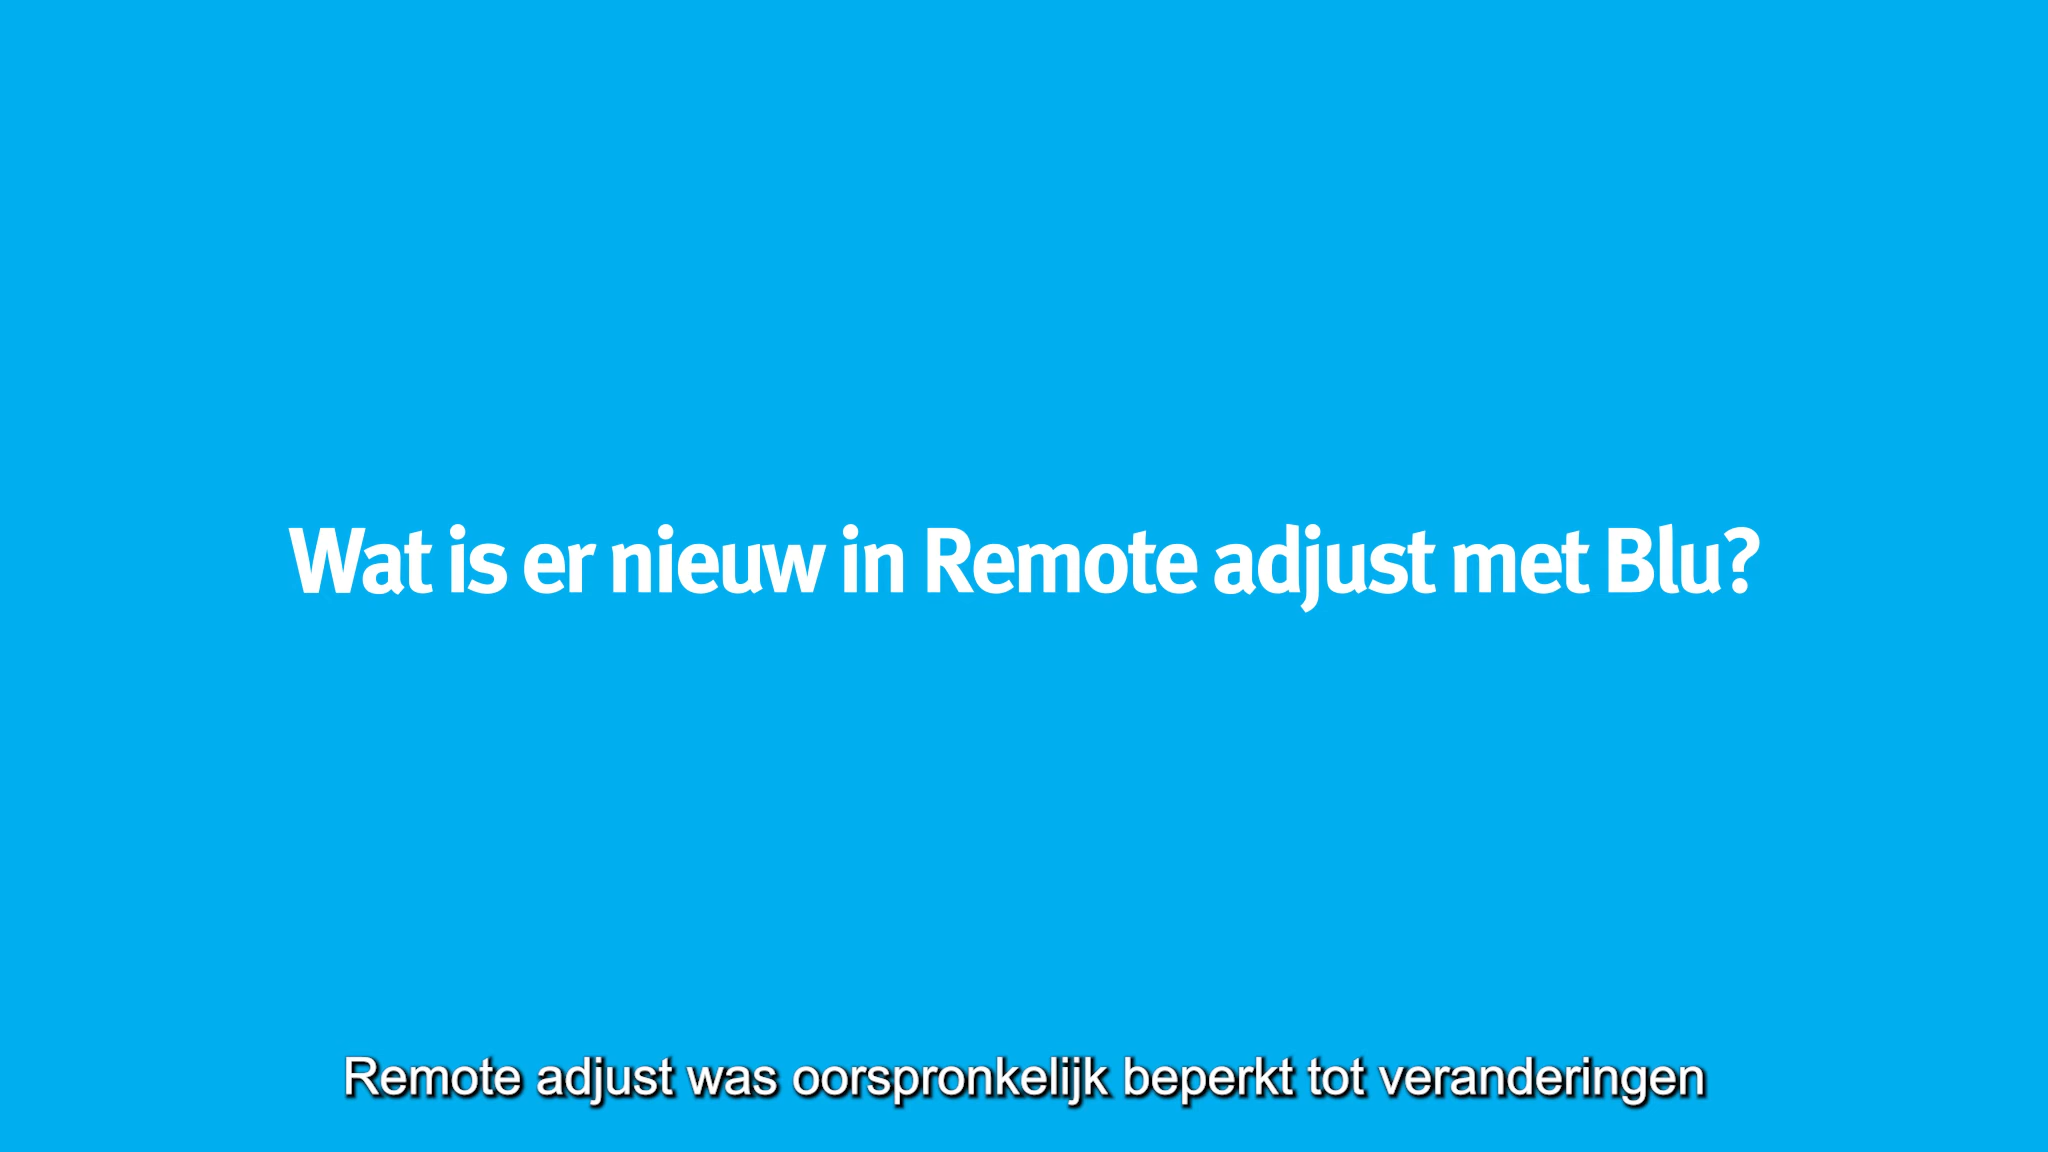 Wat is er nieuw in Remote adjust met Blu?
Remote adjust was oorspronkelijk beperkt tot veranderingen